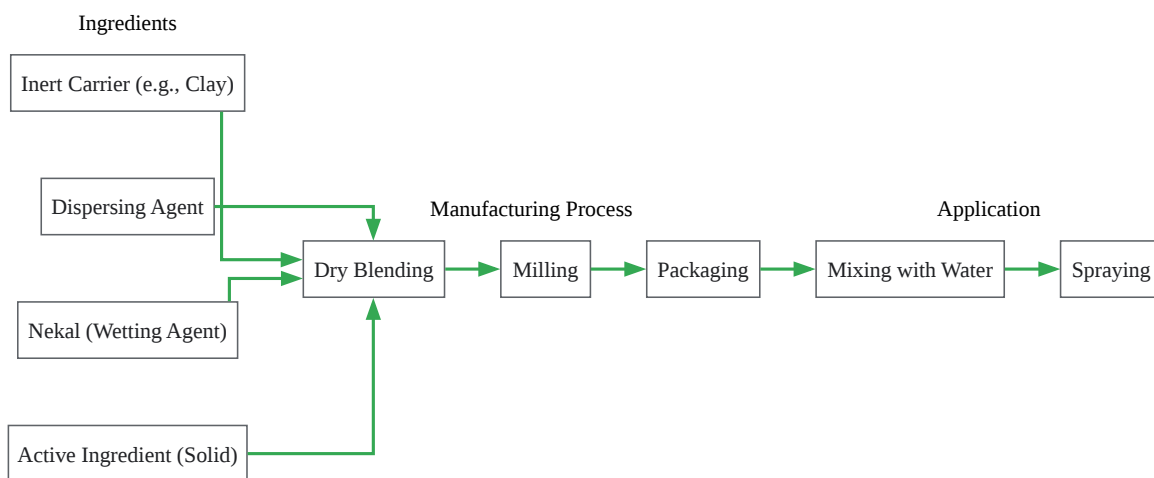 Ingredients
Inert Carrier (e.g., Clay)
Dispersing Agent
Nekal (Wetting Agent)
Active Ingredient (Solid)
Manufacturing Process
Dry Blending
Milling
Packaging
Application
Mixing with Water
Spraying